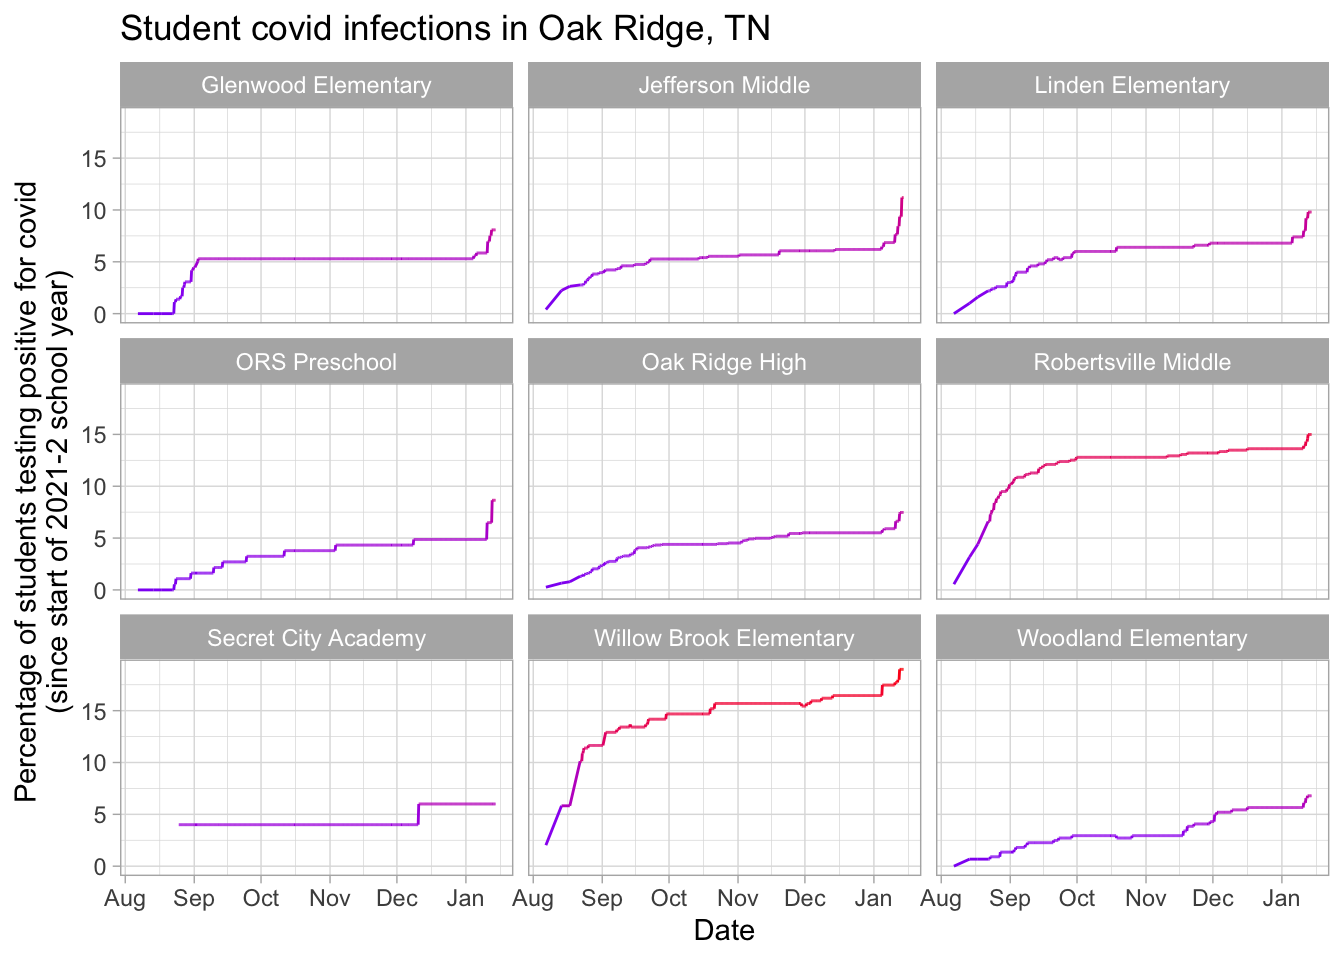 Student covid infections in Oak Ridge, TN
Glenwood Elementary
Jefferson Middle
Linden Elementary
15
10
5
0
ORS Preschool
Oak Ridge High
Robertsville Middle
15
10
5
0
Secret City Academy
Willow Brook Elementary
Woodland Elementary
15
10
5
0
Percentage of students testing positive for covid
(since start of 2021-2 school year)
Aug Sep Oct Nov Dec Jan
Aug Sep Oct Nov Dec Jan
Aug Sep Oct Nov Dec Jan
Date